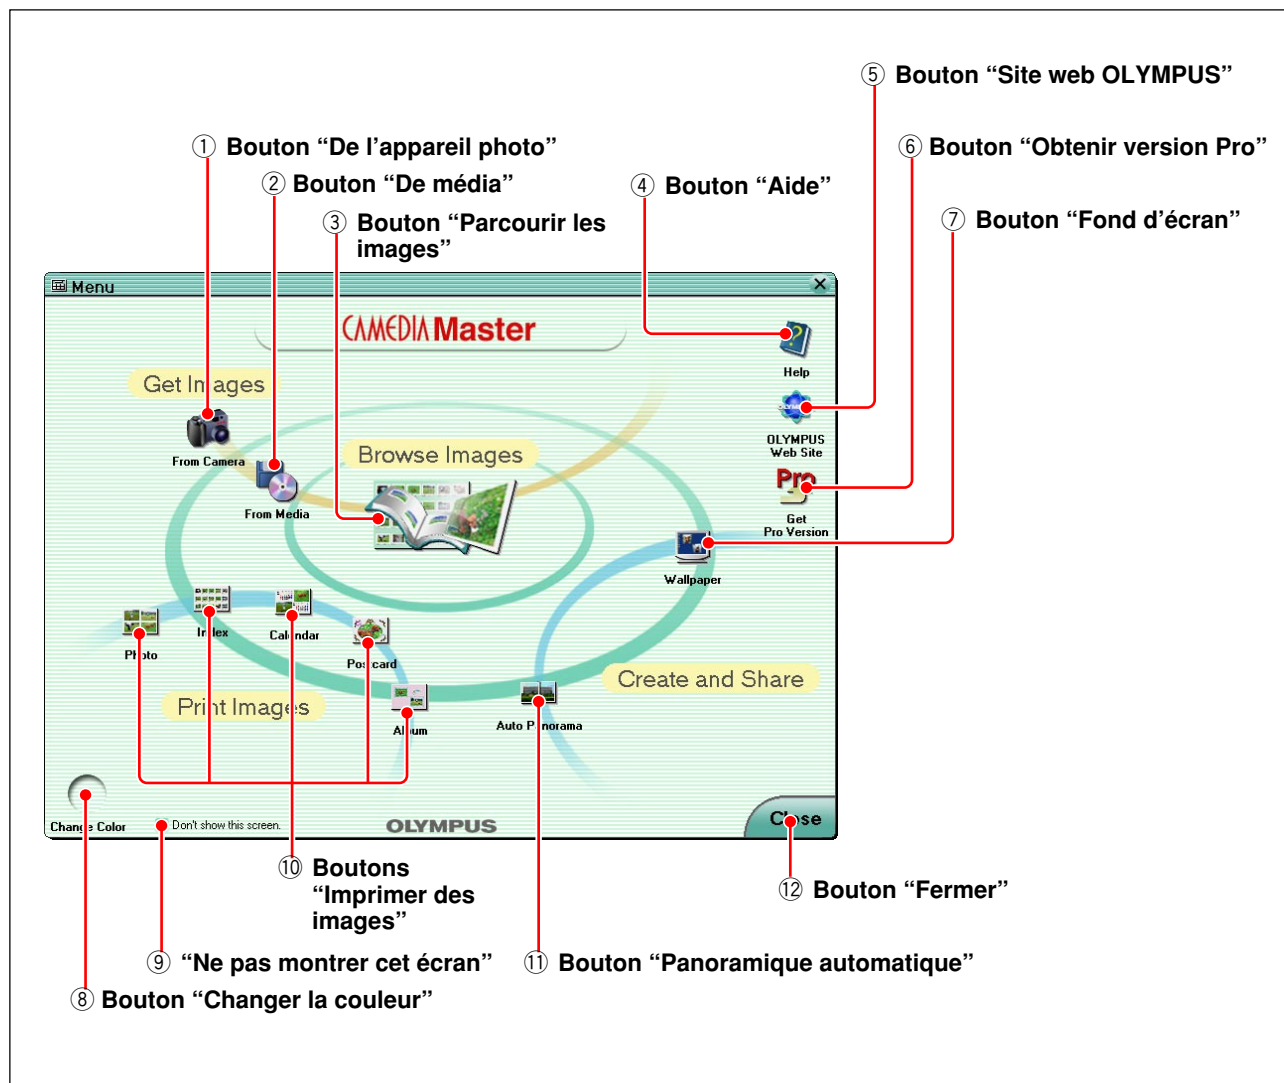 ⑤ Bouton “Site web OLYMPUS”
① Bouton “De l'appareil photo”
⑥ Bouton “Obtenir version Pro”
② Bouton “De média”
④ Bouton “Aide”
③ Bouton “Parcourir les
images”
⑦ Bouton “Fond d'écran”
Menu
CAMEDIA Master
Help
Get Images
OLYMPUS
Web Site
From Camera
Browse Images
Pro
From Media
Get
Pro Version
Wallpaper
Index
Calendar
Photo
Postcard
Create and Share
Print Images
Album
Auto Panorama
Change Color
Don't show this screen.
OLYMPUS
Close
⑩ Boutons
“Imprimer des
images”
⑫ Bouton “Fermer”
⑨ “Ne pas montrer cet écran”
⑪ Bouton “Panoramique automatique”
⑧ Bouton “Changer la couleur”